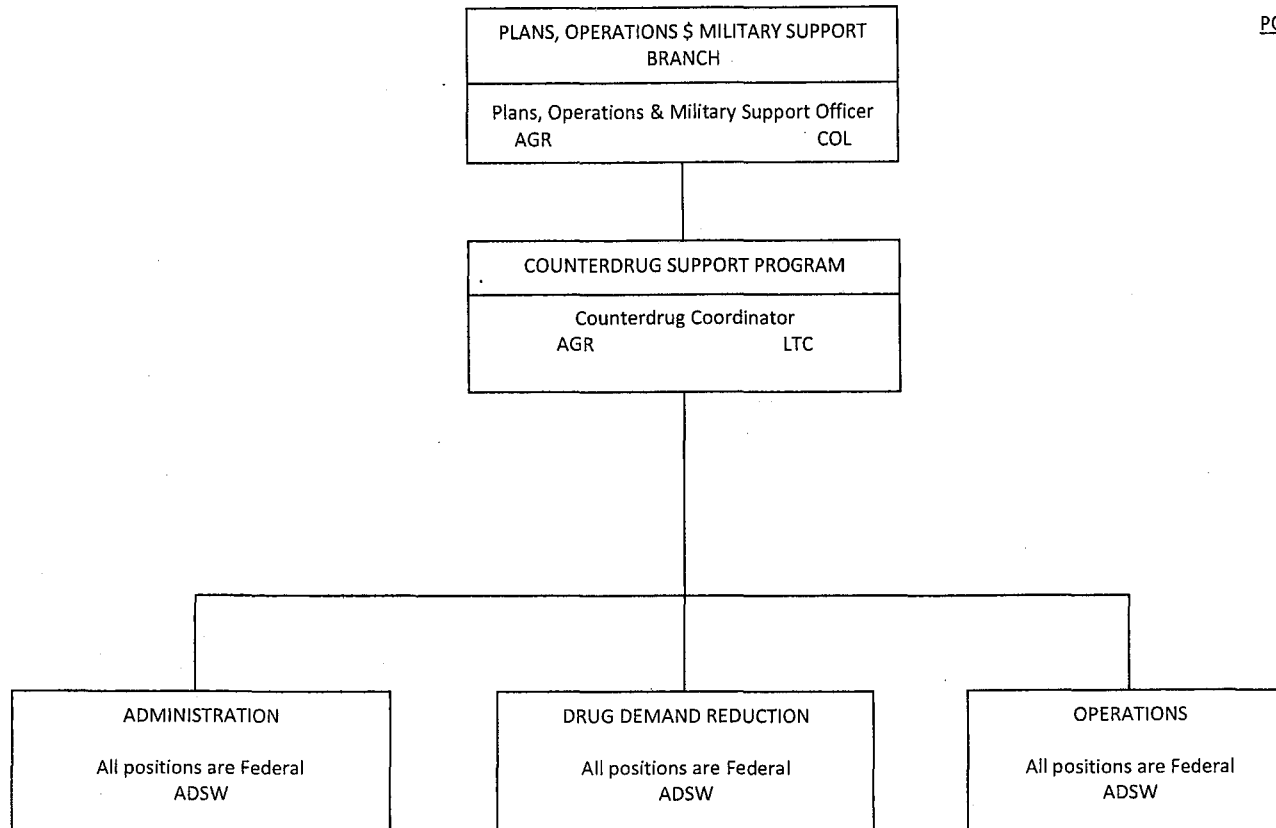 PO
PLANS, OPERATIONS $ MILITARY SUPPORT
BRANCH
Plans, Operations & Military Support Officer
AGR COL
COUNTERDRUG SUPPORT PROGRAM
Counterdrug Coordinator
AGR LTC
ADMINISTRATION
All positions are Federal
ADSW
DRUG DEMAND REDUCTION
All positions are Federal
ADSW
OPERATIONS
All positions are Federal
ADSW